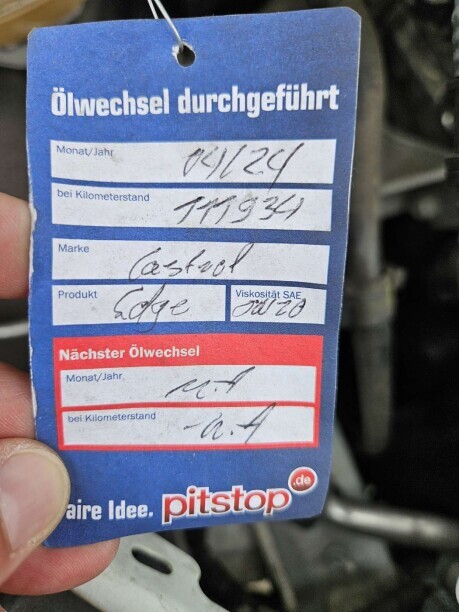 Ölwechsel durchgeführt
Monat/Jahr 04/24
bei Kilometerstand 111934
Marke Castrol
Produkt Edge Viskosität SAE 0W20
Nächster Ölwechsel
Monat/Jahr n.A
bei Kilometerstand -n.A
aire Idee. pitstop.de